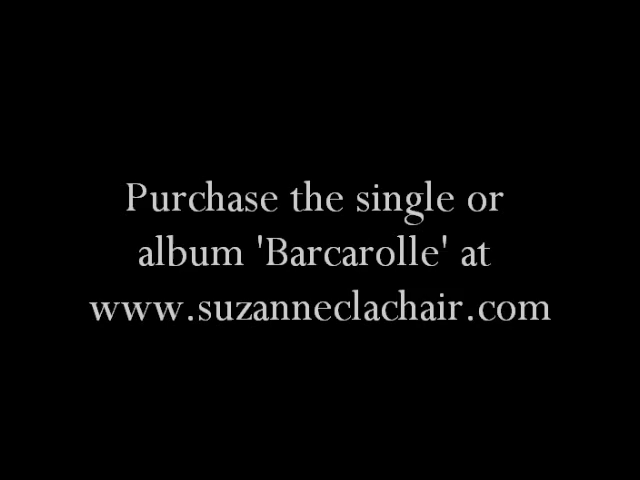 Purchase the single or
album 'Barcarolle' at
www.suzanneclachair.com